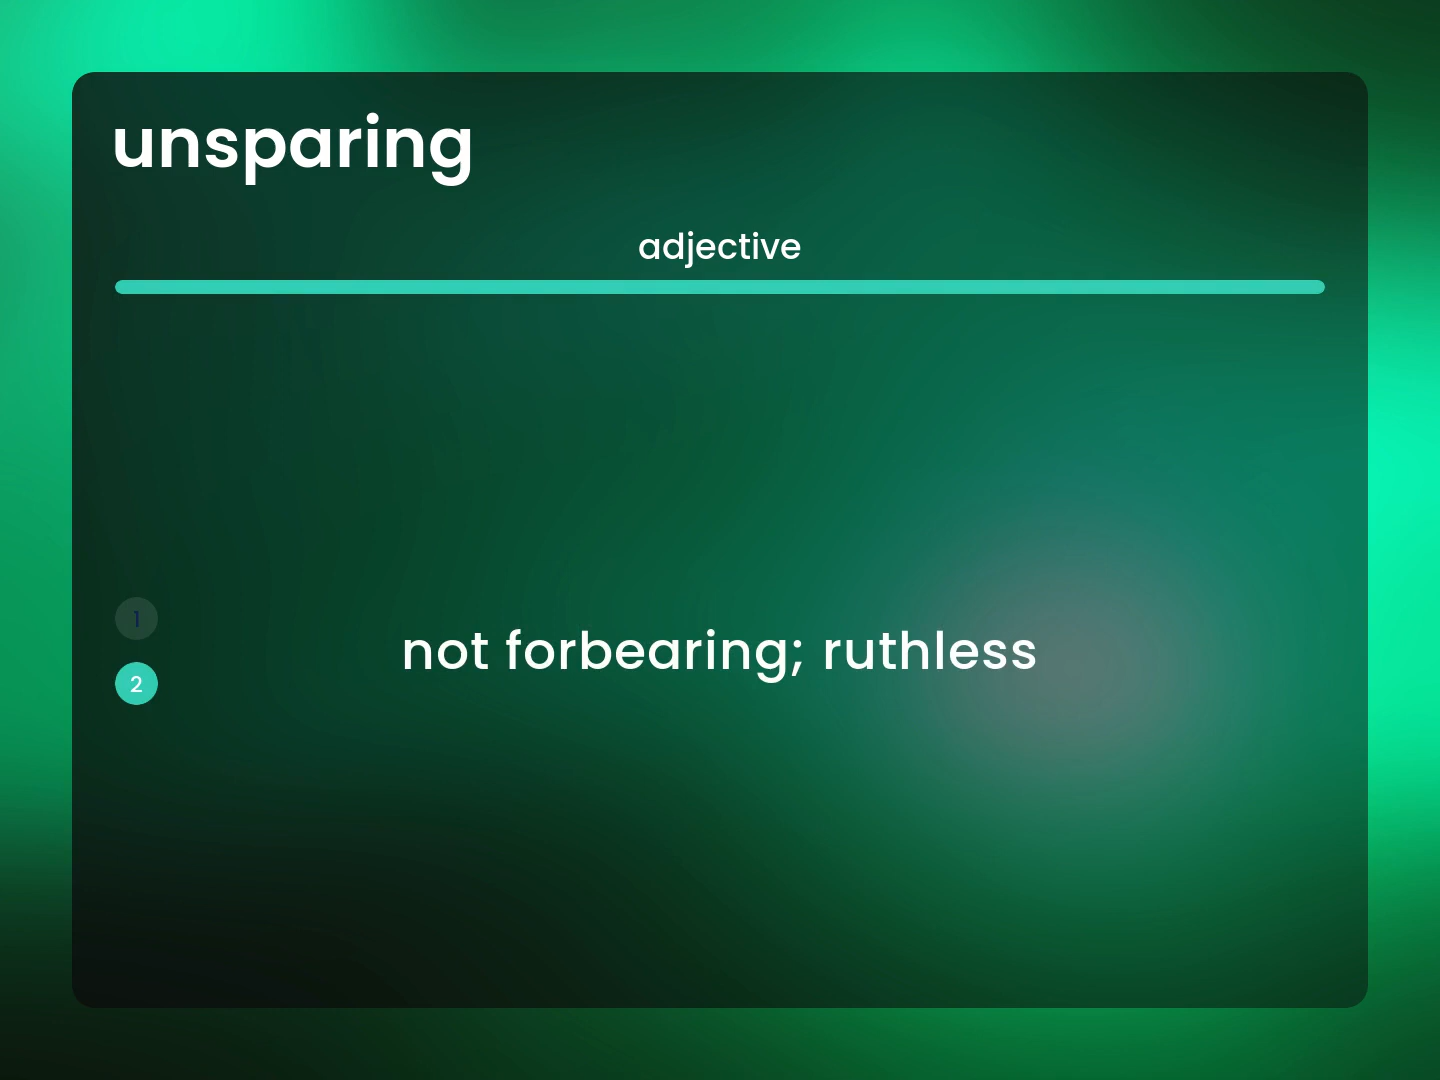 unsparing
adjective
1
2
not forbearing; ruthless